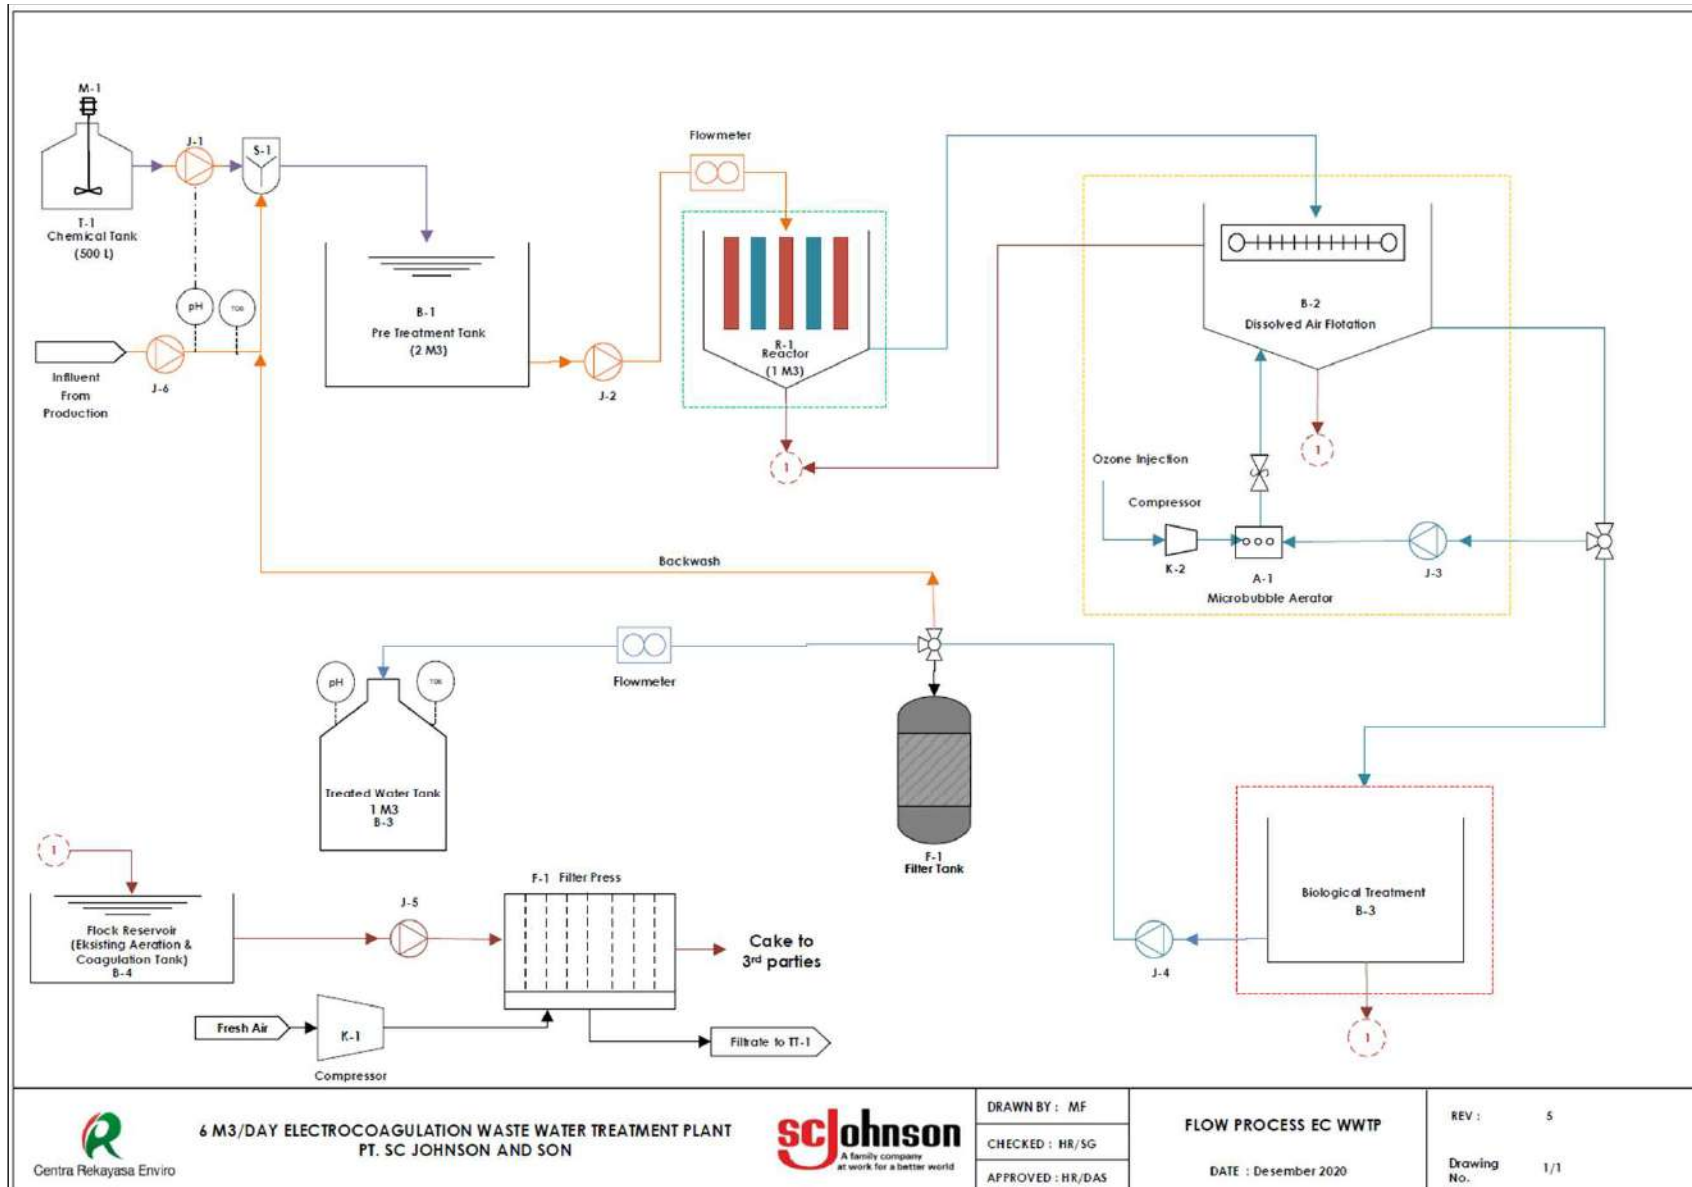 M-1
J-1
S-1
T-1
Chemical Tank
(500 L)
pH
TDS
Influent
From
Production
J-6
B-1
Pre Treatment Tank
(2 M3)
J-2
Flowmeter
R-1
Reactor
(1 M3)
1
B-2
Dissolved Air Flotation
1
Ozone Injection
Compressor
K-2
A-1
Microbubble Aerator
J-3
Backwash
Flowmeter
pH
TDS
Treated Water Tank
1 M3
B-3
F-1
Filter Tank
Biological Treatment
B-3
J-4
1
1
Flock Reservoir
(Eksisting Aeration &
Coagulation Tank)
B-4
J-5
F-1 Filter Press
Cake to
3rd parties
Fresh Air
K-1
Compressor
Filtrate to TT-1
Centra Rekayasa Enviro
6 M3/DAY ELECTROCOAGULATION WASTE WATER TREATMENT PLANT
PT. SC JOHNSON AND SON
SC Johnson
A family company
at work for a better world
DRAWN BY : MF
CHECKED : HR/SG
APPROVED : HR/DAS
FLOW PROCESS EC WWTP
DATE : Desember 2020
REV : 5
Drawing
No. 1/1